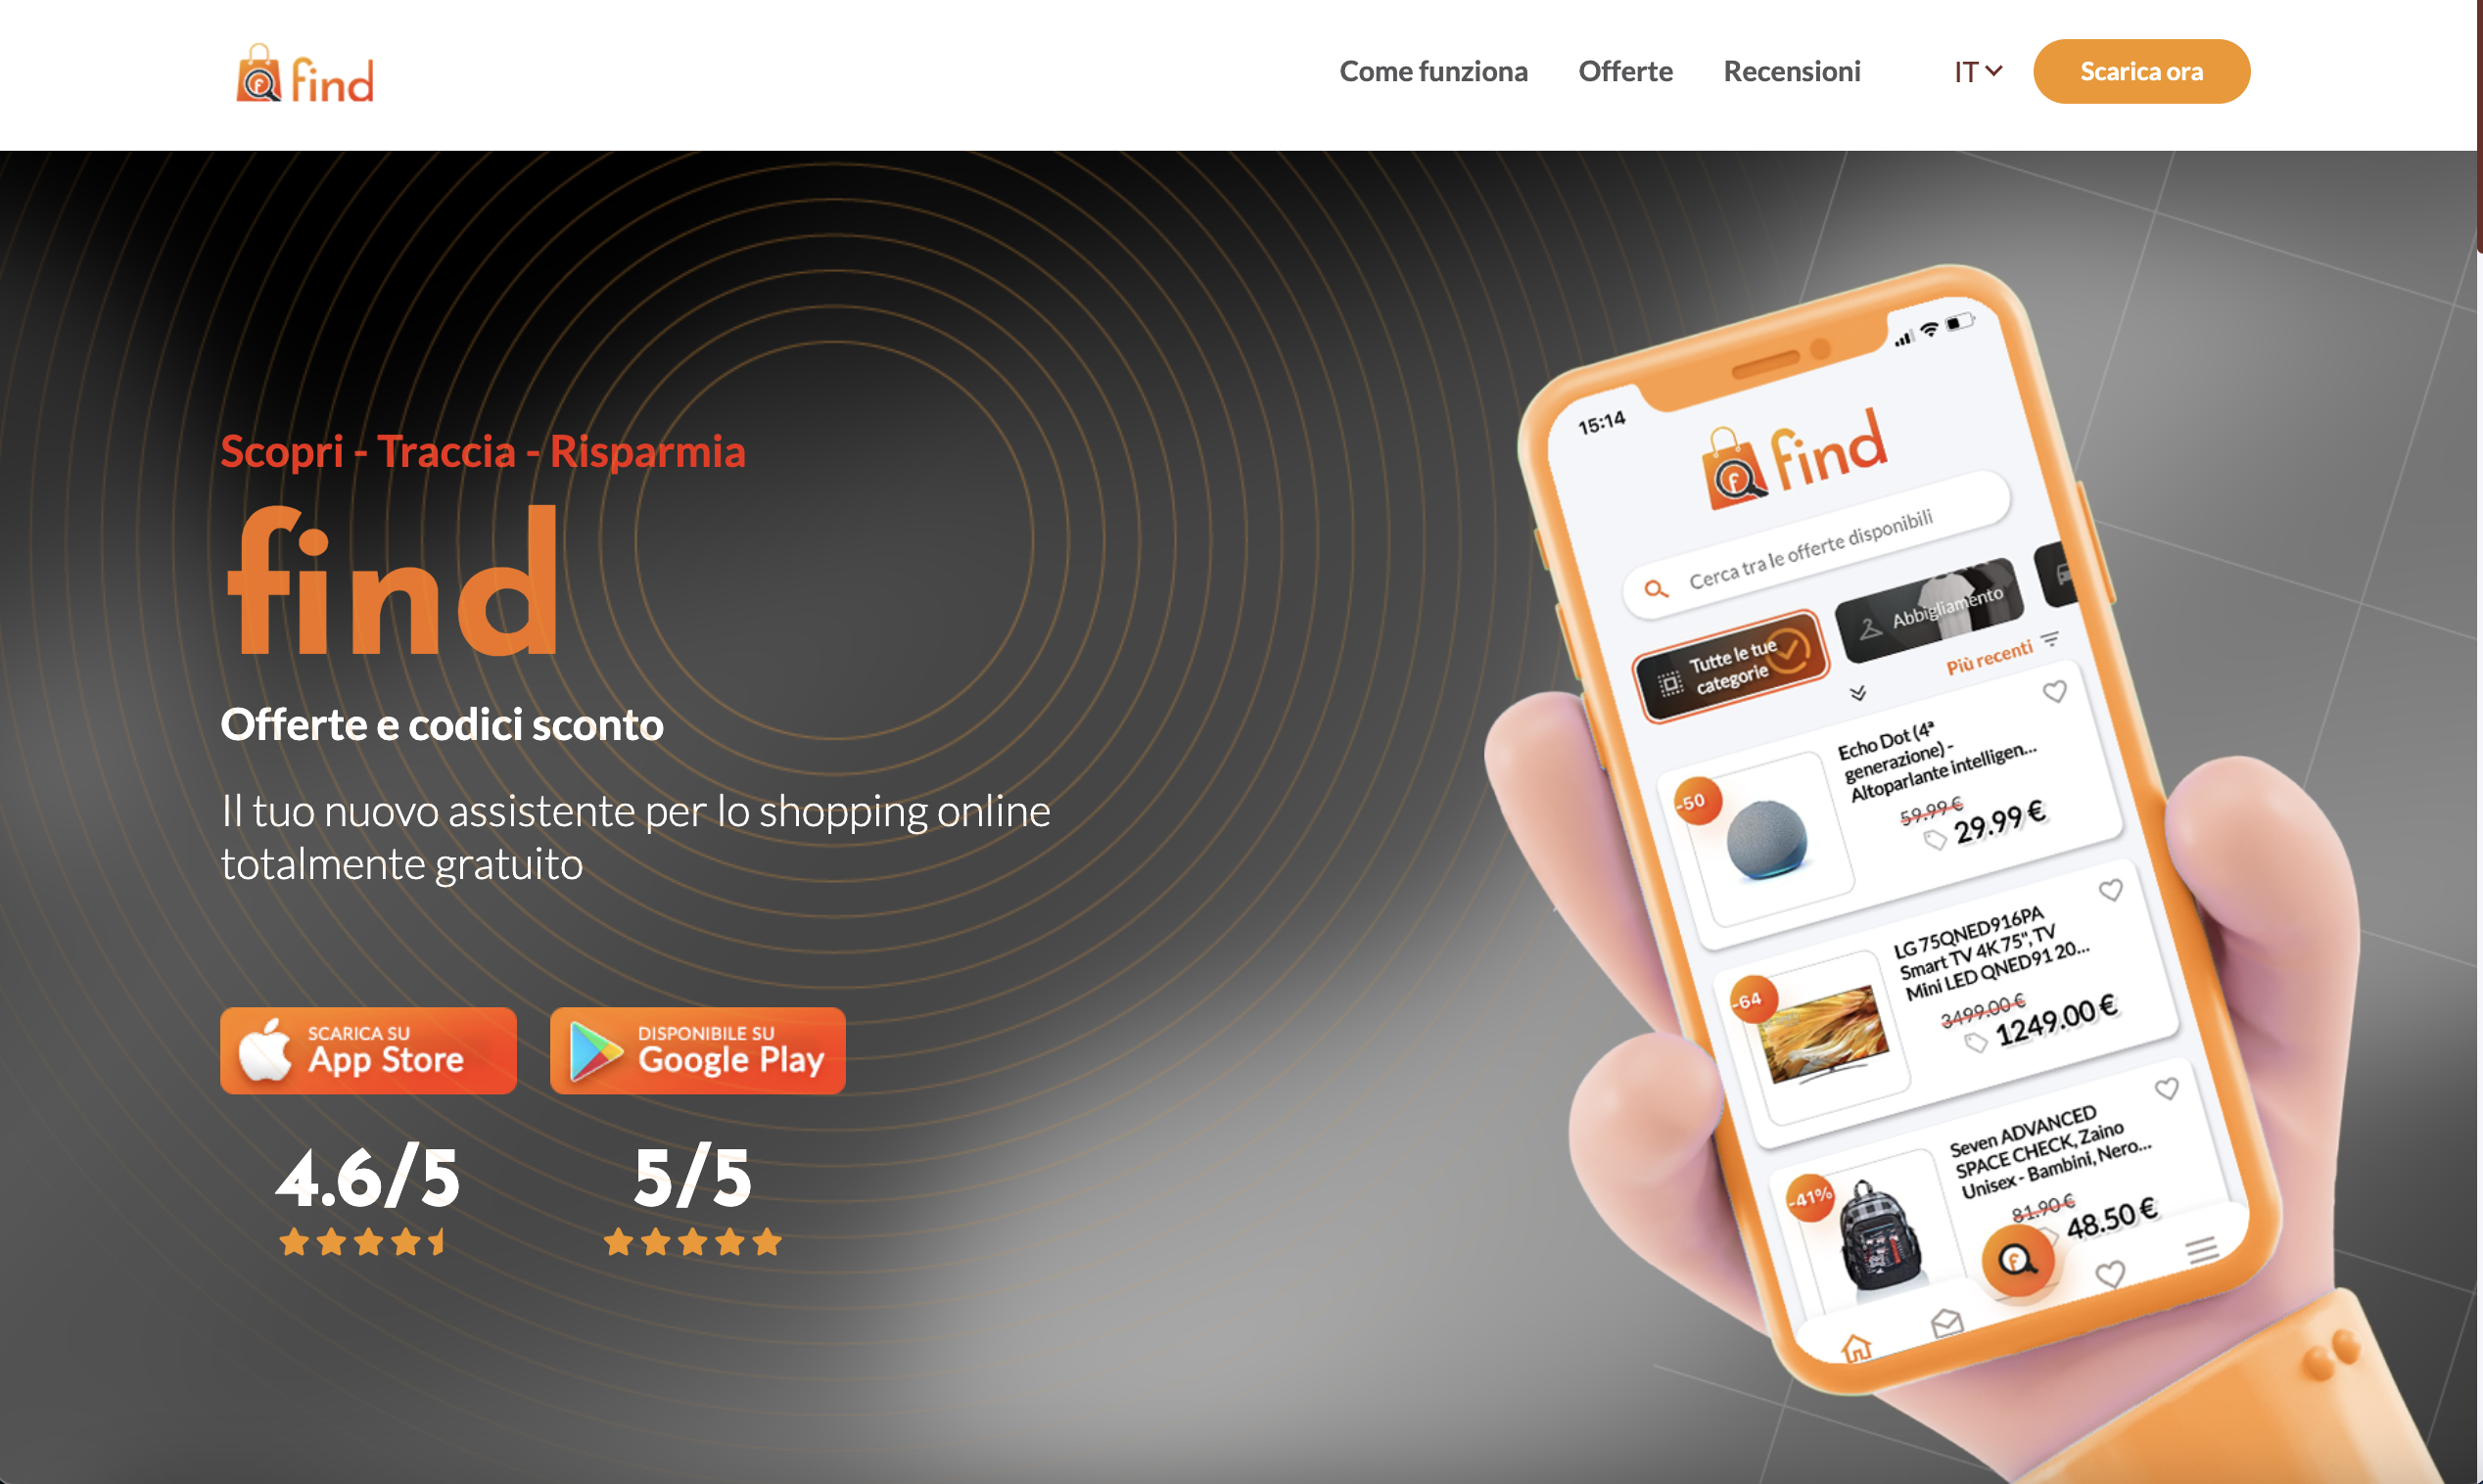 find
Come funziona
Offerte
Recensioni
IT
Scarica ora
Scopri - Traccia - Risparmia
find
Offerte e codici sconto
Il tuo nuovo assistente per lo shopping online
totalmente gratuito
SCARICA SU
App Store
DISPONIBILE SU
Google Play
4.6/5
5/5
15:14
find
Cerca tra le offerte disponibili
Tutte le tue
categorie
Abbigliamento
Più recenti
-50
Echo Dot (4ª
generazione) -
Altoparlante intelligen...
59.99 €
29.99 €
-64
LG 75QNED916PA
Smart TV 4K 75", TV
Mini LED QNED91 20...
3499.00 €
1249.00 €
-41%
Seven ADVANCED
SPACE CHECK, Zaino
Unisex - Bambini, Nero...
81.90 €
48.50 €